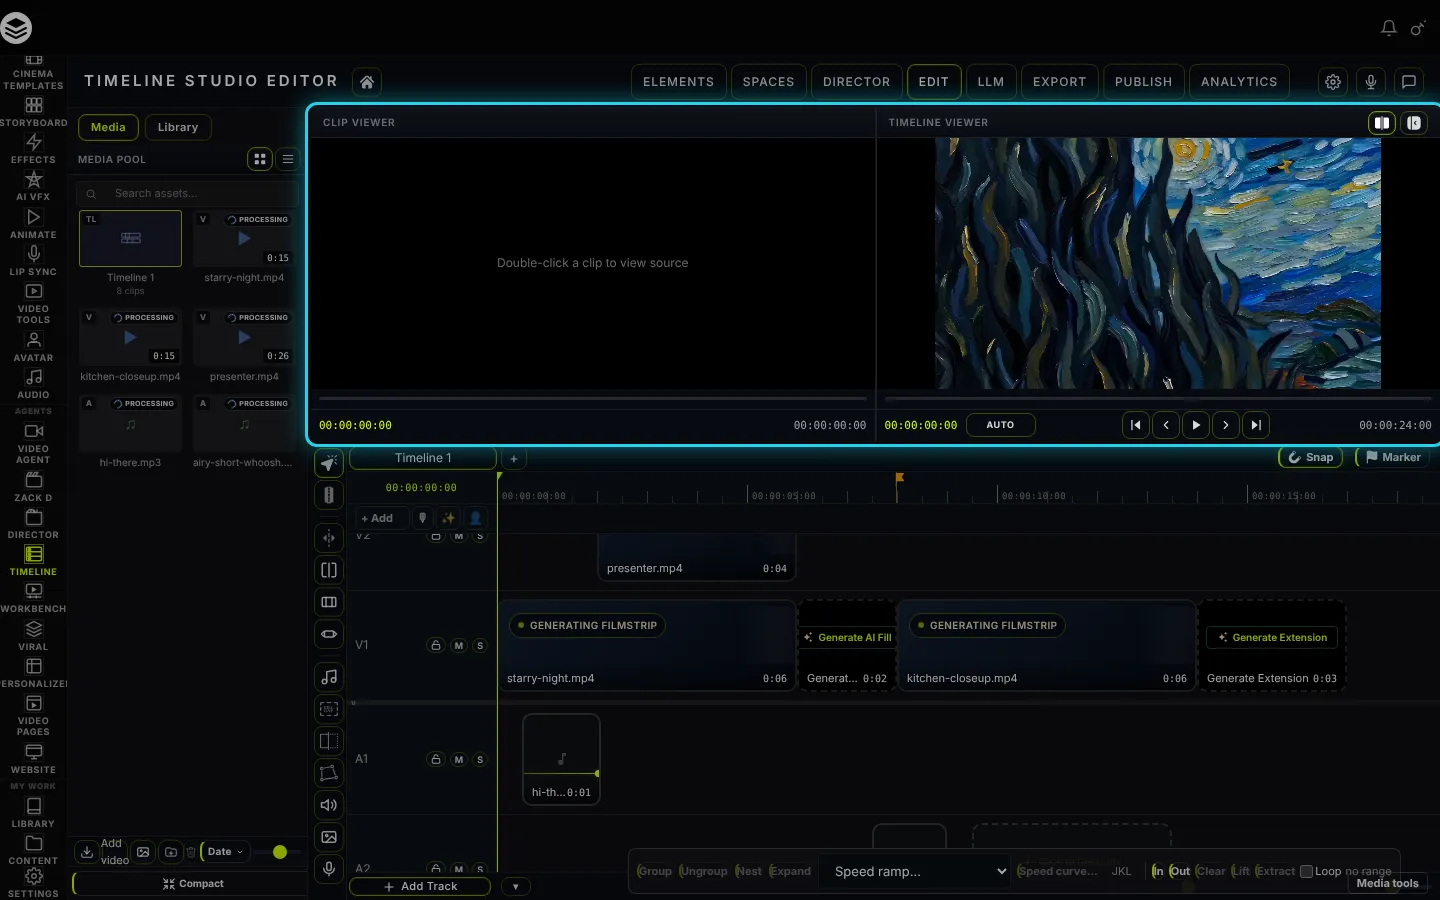 CINEMA
TEMPLATES
STORYBOARD
EFFECTS
AI VFX
ANIMATE
LIP SYNC
VIDEO
TOOLS
AVATAR
AUDIO
AGENTS
VIDEO
AGENT
ZACK D
DIRECTOR
TIMELINE
WORKBENCH
VIRAL
ERSONALIZE
VIDEO
PAGES
WEBSITE
MY WORK
LIBRARY
CONTENT
SETTINGS
TIMELINE STUDIO EDITOR
ELEMENTS SPACES DIRECTOR EDIT LLM EXPORT PUBLISH ANALYTICS
Media Library
MEDIA POOL
Search assets...
TL V PROCESSING
0:15
Timeline 1 starry-night.mp4
8 clips
V PROCESSING V PROCESSING
0:15 0:26
kitchen-closeup.mp4 presenter.mp4
A PROCESSING A PROCESSING
hi-there.mp3 airy-short-whoosh....
Add
video
Date
Compact
CLIP VIEWER
Double-click a clip to view source
00:00:00:00 00:00:00:00
TIMELINE VIEWER
00:00:00:00 AUTO 00:00:24:00
Timeline 1 + Snap Marker
00:00:00:00 00:00:00:00 00:00:05:00 00:00:10:00 00:00:15:00
+ Add
V2 M S
presenter.mp4 0:04
GENERATING FILMSTRIP GENERATING FILMSTRIP
V1 M S Generate AI Fill Generate Extension
starry-night.mp4 0:06 Generat... 0:02 kitchen-closeup.mp4 0:06 Generate Extension 0:03
A1 M S
hi-th... 0:01
A2 M S
Group Ungroup Nest Expand Speed ramp... Speed curve... JKL In Out Clear Lift Extract Loop no range
+ Add Track Media tools